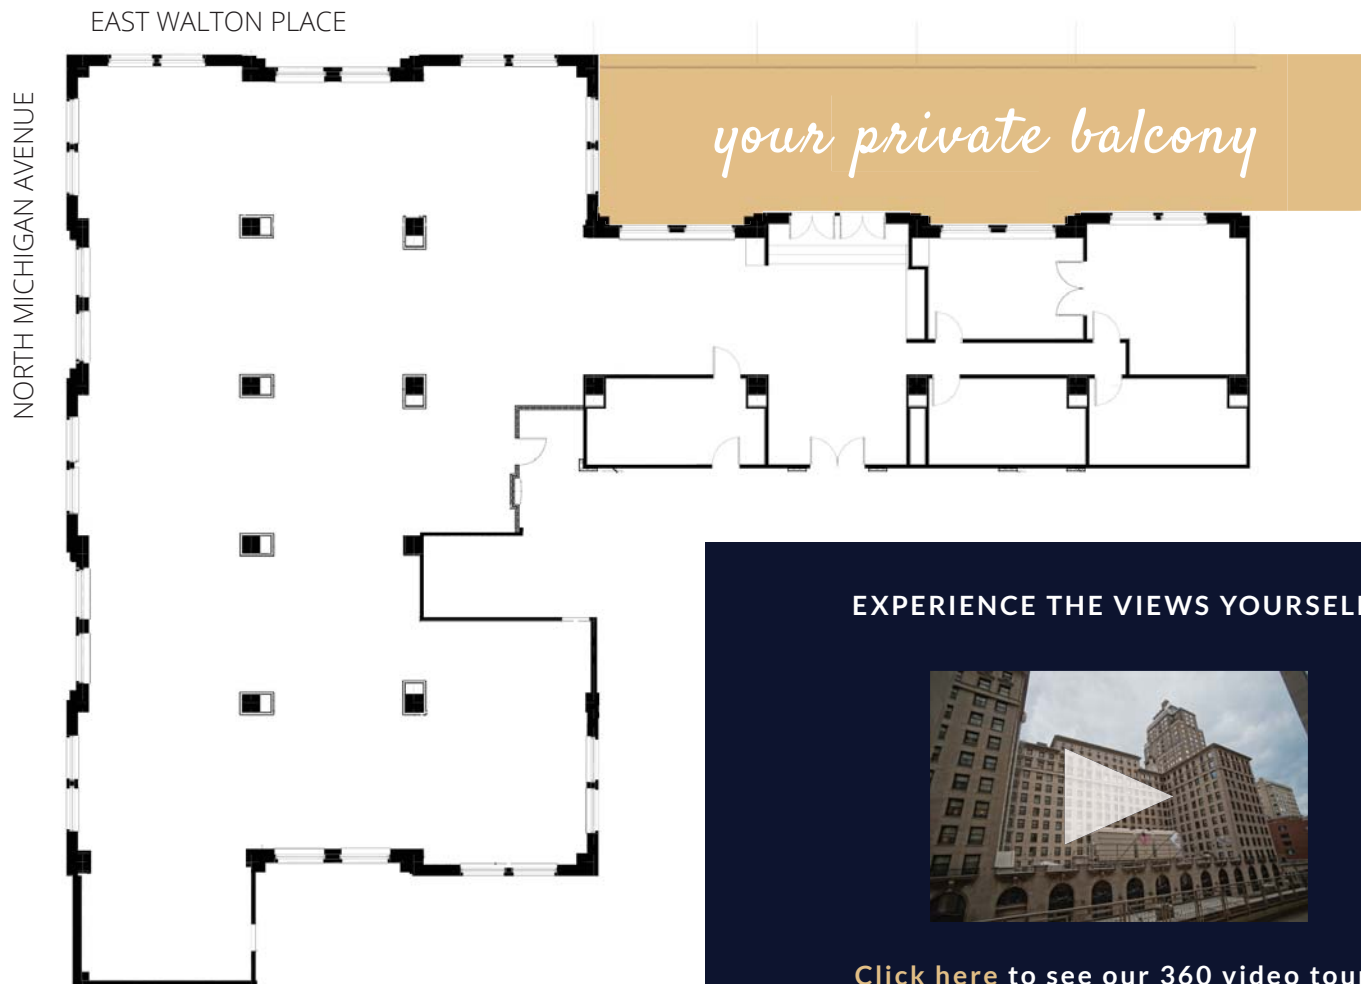 EAST WALTON PLACE
NORTH MICHIGAN AVENUE
your private balcony
EXPERIENCE THE VIEWS YOURSEL
Click here to see our 360 video tour